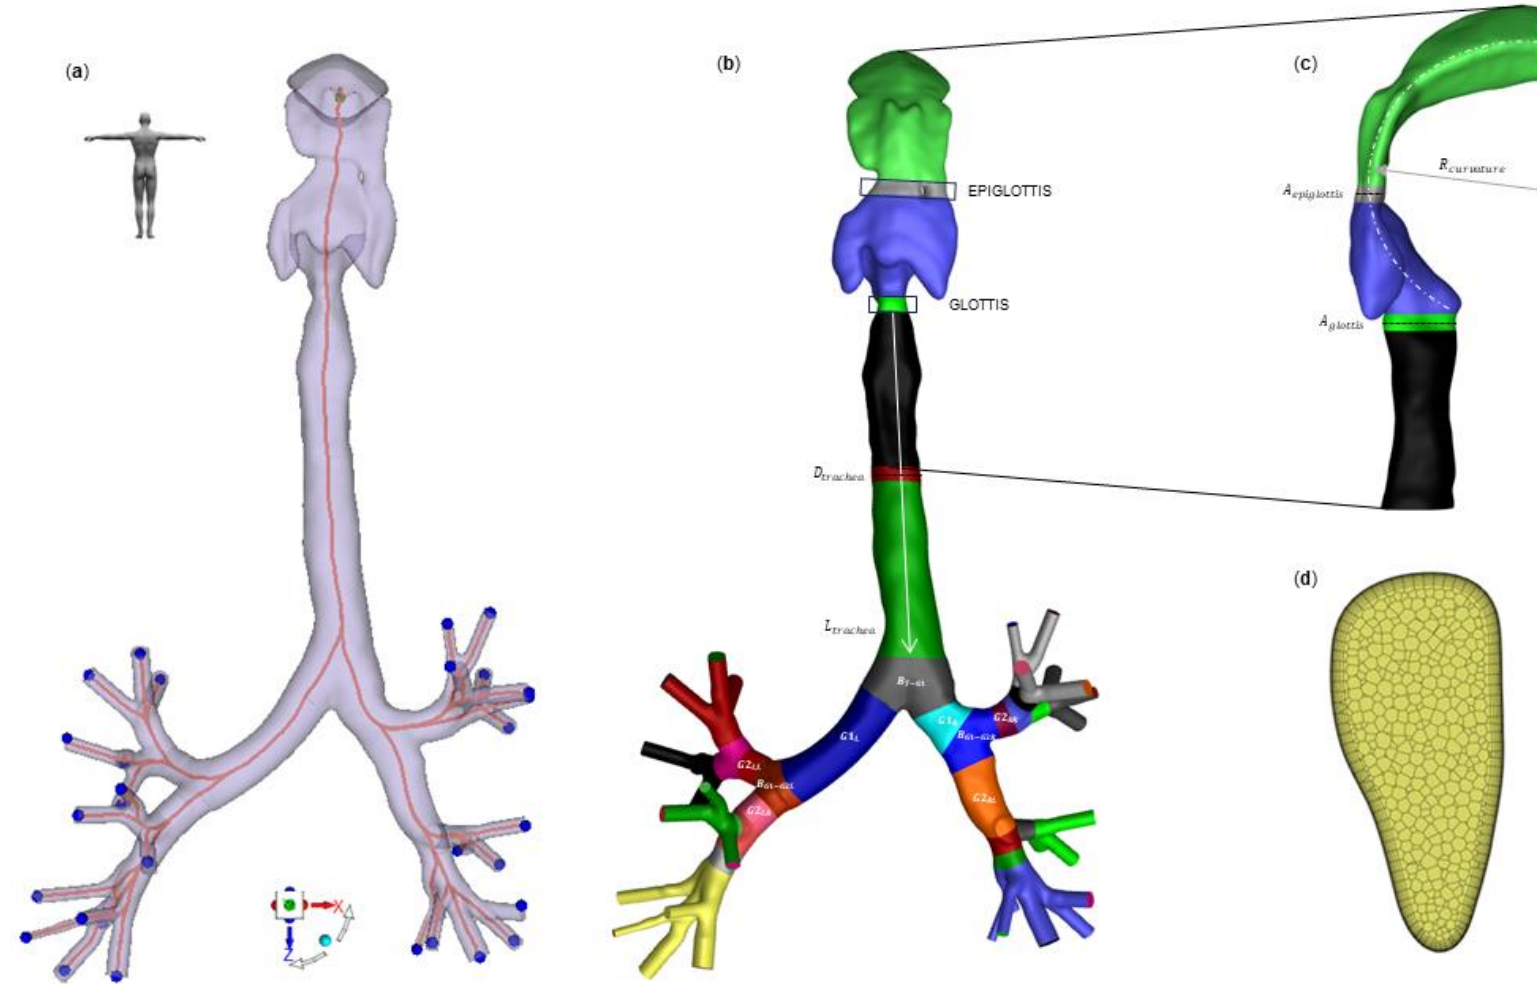 (a)
(b)
(c)
R_curvature
A_epiglottis
EPIGLOTTIS
GLOTTIS
A_glottis
D_trachea
(d)
L_trachea
B_T-G1
G1_L
G1_R
G2_RR
B_G1-G2R
G2_LL
B_G1-G2L
G2_LR
G2_RL
X
Z